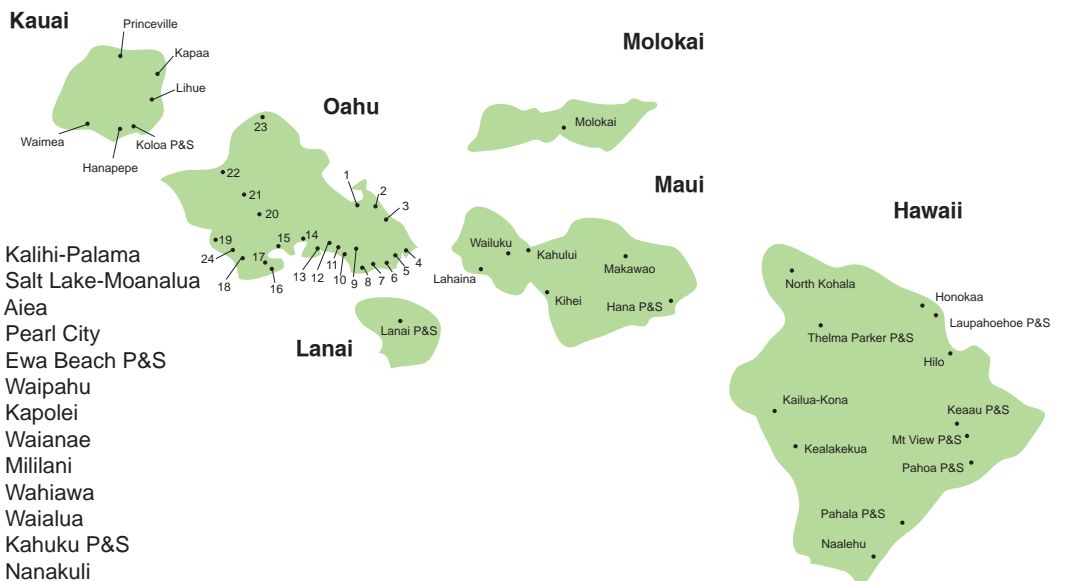 Kauai
Princeville
Kapaa
Lihue
Waimea
Koloa P&S
Hanapepe
Oahu
23
22
21
20
19
24
18
17
16
15
14
13
12
11
10
9
8
7
6
5
4
1
2
3
Molokai
Molokai
Maui
Wailuku
Kahului
Lahaina
Makawao
Kihei
Hana P&S
Lanai
Lanai P&S
Hawaii
North Kohala
Honokaa
Laupahoehoe P&S
Thelma Parker P&S
Hilo
Kailua-Kona
Keaau P&S
Kealakekua
Mt View P&S
Pahoa P&S
Pahala P&S
Naalehu
Kalihi-Palama
Salt Lake-Moanalua
Aiea
Pearl City
Ewa Beach P&S
Waipahu
Kapolei
Waianae
Mililani
Wahiawa
Waialua
Kahuku P&S
Nanakuli